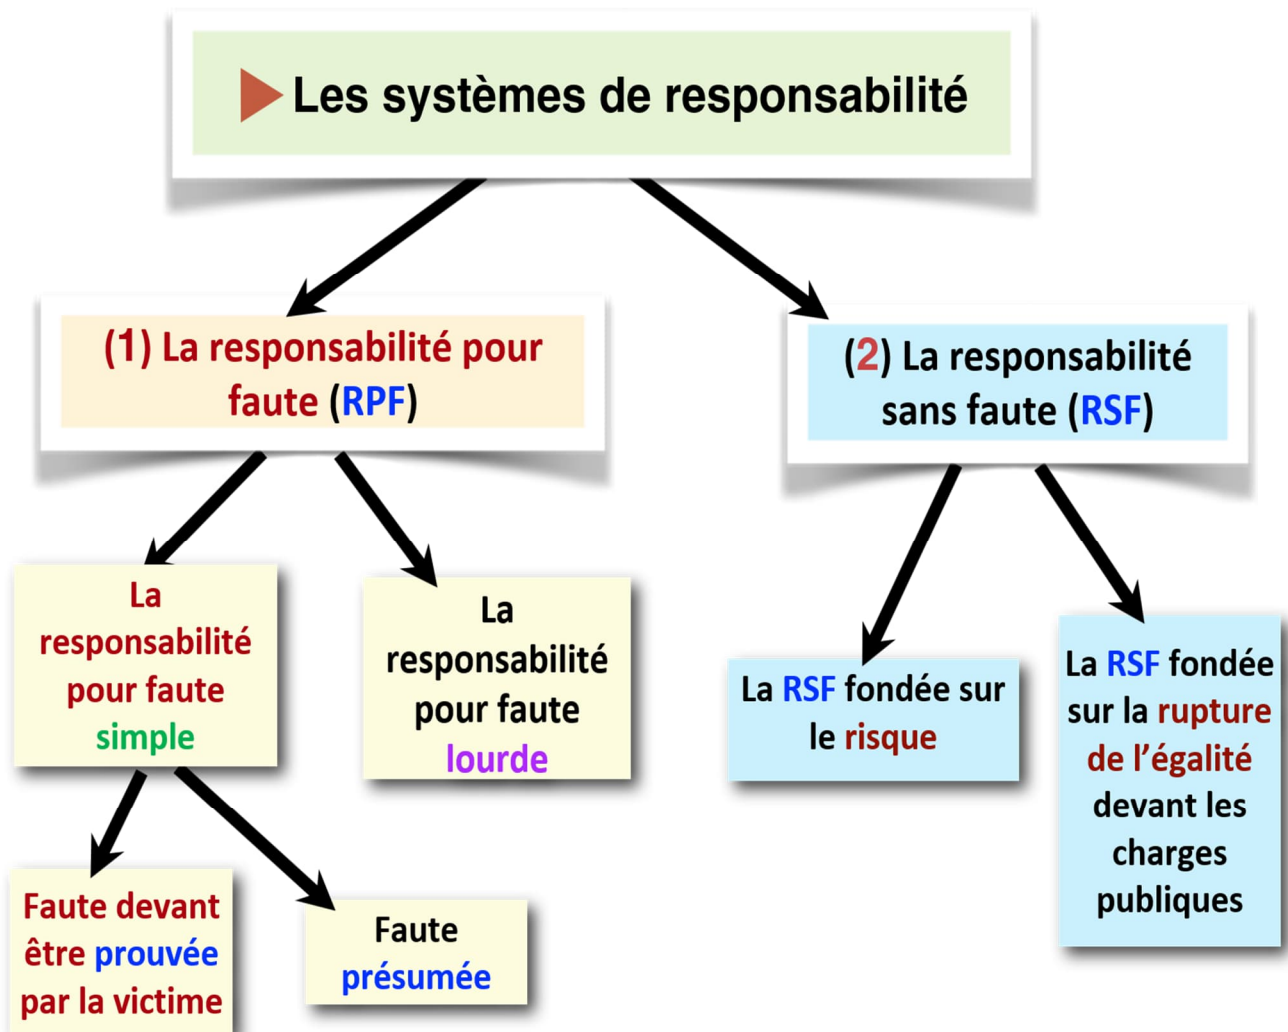 Les systèmes de responsabilité
(1) La responsabilité pour
faute (RPF)
(2) La responsabilité
sans faute (RSF)
La
responsabilité
pour faute
simple
La
responsabilité
pour faute
lourde
La RSF fondée sur
le risque
La RSF fondée
sur la rupture
de l’égalité
devant les
charges
publiques
Faute devant
être prouvée
par la victime
Faute
présumée